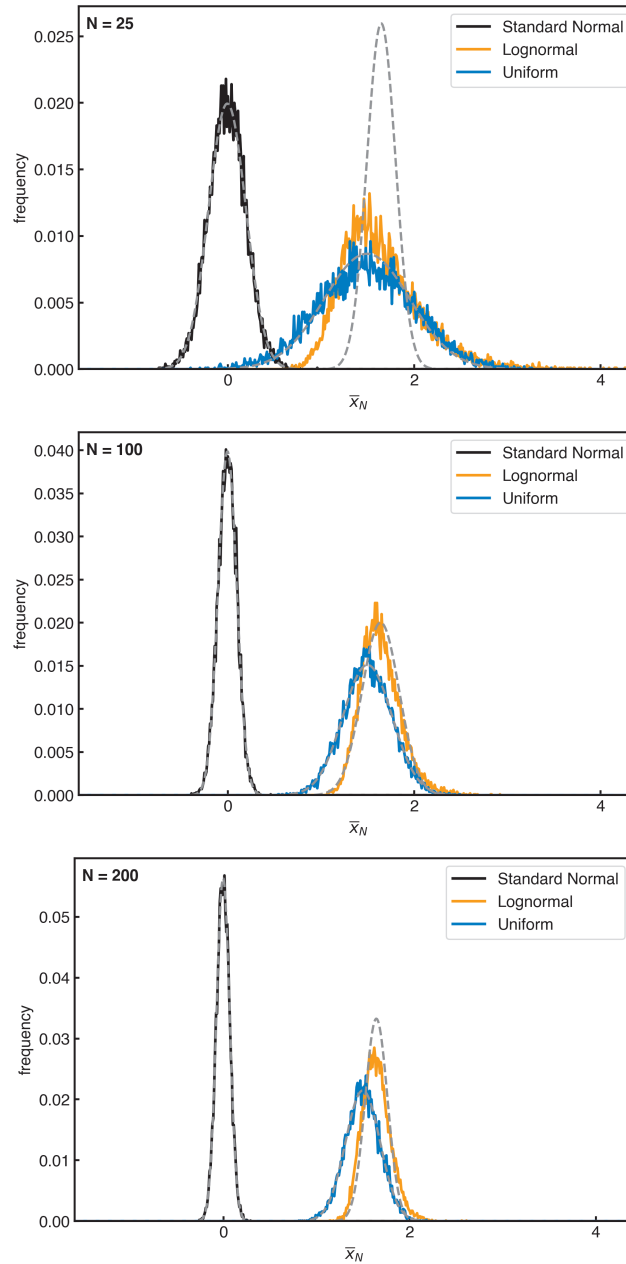 N = 25
Standard Normal
Lognormal
Uniform
frequency
0.025
0.020
0.015
0.010
0.005
0.000
0 2 4
x̅_N
N = 100
Standard Normal
Lognormal
Uniform
frequency
0.040
0.035
0.030
0.025
0.020
0.015
0.010
0.005
0.000
0 2 4
x̅_N
N = 200
Standard Normal
Lognormal
Uniform
frequency
0.05
0.04
0.03
0.02
0.01
0.00
0 2 4
x̅_N